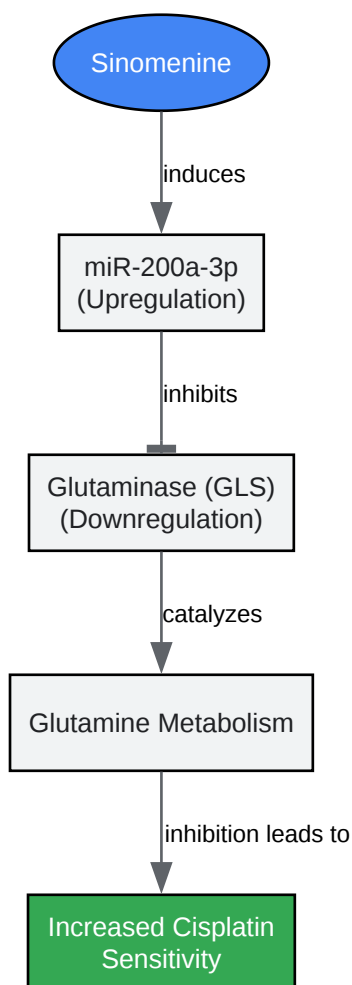 Sinomenine
induces
miR-200a-3p
(Upregulation)
inhibits
Glutaminase (GLS)
(Downregulation)
catalyzes
Glutamine Metabolism
inhibition leads to
Increased Cisplatin
Sensitivity